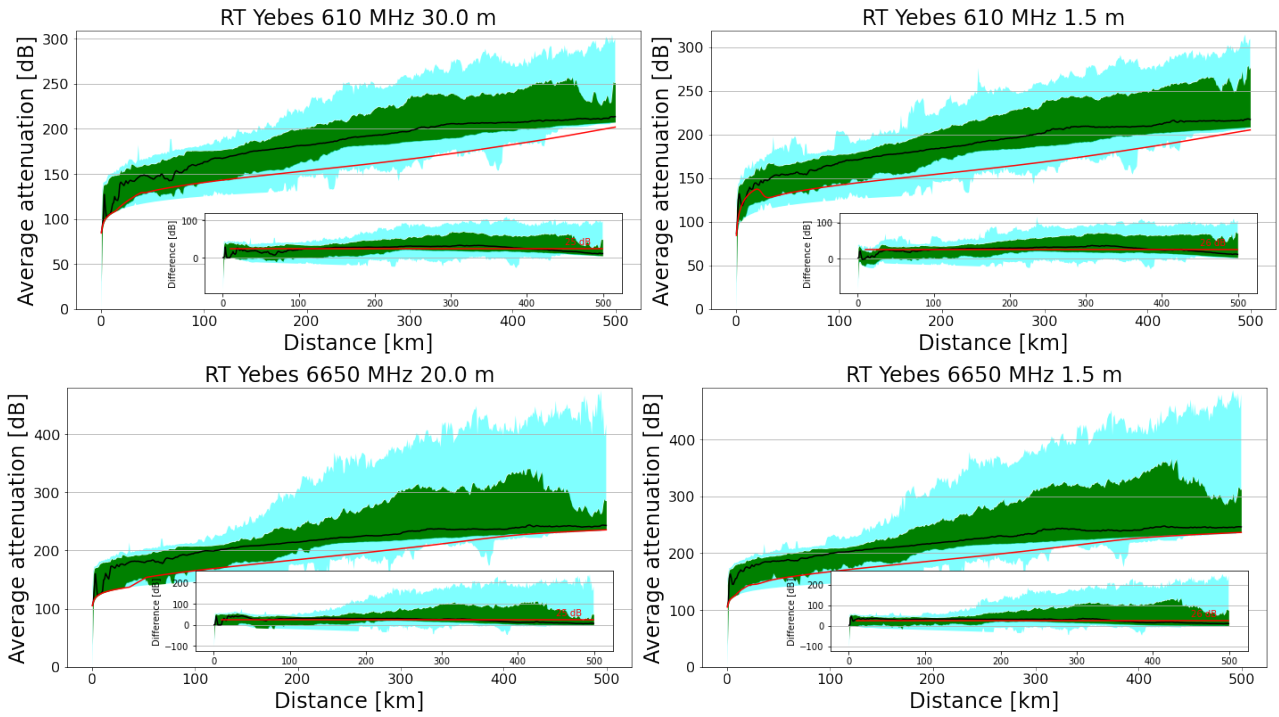 RT Yebes 610 MHz 30.0 m
Average attenuation [dB]
300
250
200
150
100
50
0
Difference [dB]
100
0
0 100 200 300 400 500
0 100 200 300 400 500
Distance [km]
RT Yebes 610 MHz 1.5 m
Average attenuation [dB]
300
250
200
150
100
50
0
Difference [dB]
100
0
0 100 200 300 400 500
0 100 200 300 400 500
Distance [km]
RT Yebes 6650 MHz 20.0 m
Average attenuation [dB]
400
300
200
100
0
Difference [dB]
200
100
0
−100
dB
0 100 200 300 400 500
0 100 200 300 400 500
Distance [km]
RT Yebes 6650 MHz 1.5 m
Average attenuation [dB]
400
300
200
100
0
Difference [dB]
200
100
0
−100
dB
0 100 200 300 400 500
0 100 200 300 400 500
Distance [km]